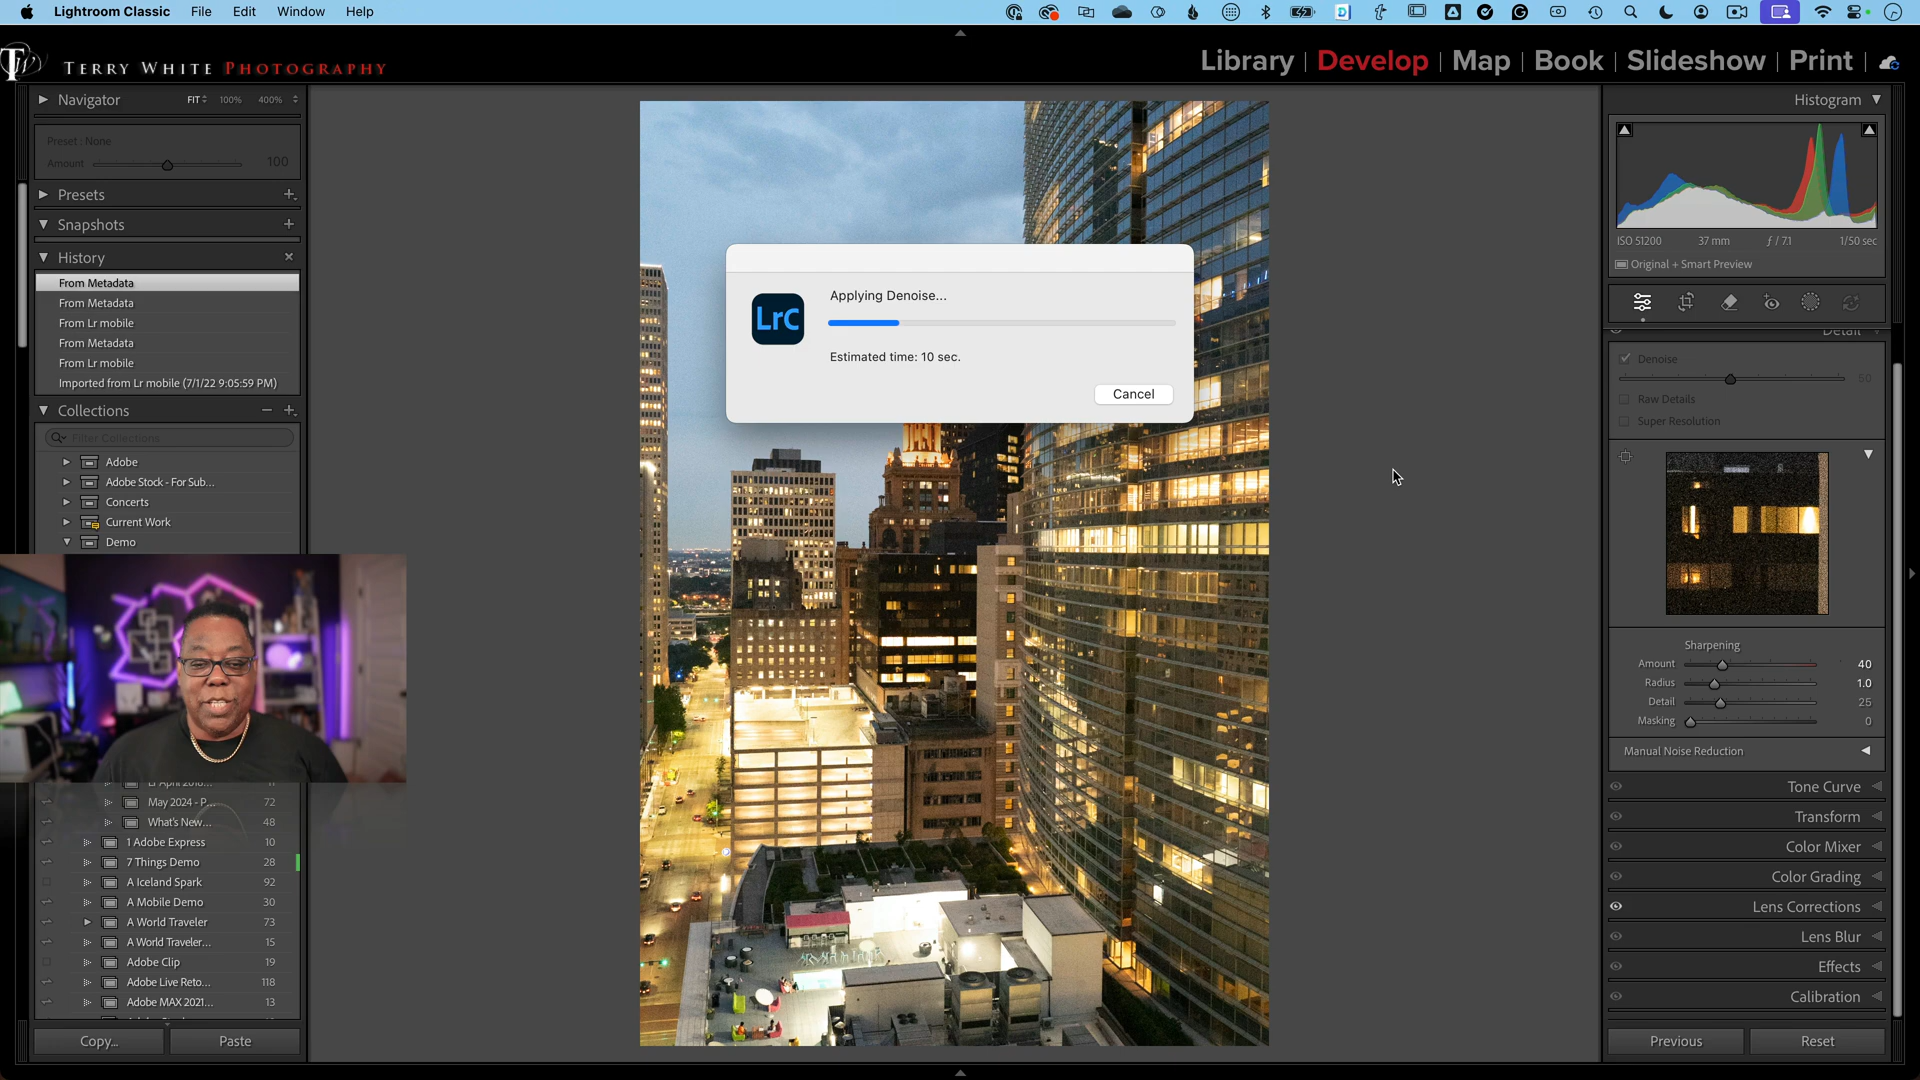 Lightroom Classic File Edit Window Help
TERRY WHITE PHOTOGRAPHY
Library | Develop | Map | Book | Slideshow | Print |
Navigator FIT 100% 400%
Preset : None
Amount 100
Presets
Snapshots
History
From Metadata
From Metadata
From Lr mobile
From Metadata
From Lr mobile
Imported from Lr mobile (7/1/22 9:05:59 PM)
Collections
Filter Collections
Adobe
Adobe Stock - For Sub...
Concerts
Current Work
Demo
Lr April 2018... 11
May 2024 - P... 72
What's New... 48
1 Adobe Express 10
7 Things Demo 28
A Iceland Spark 92
A Mobile Demo 30
A World Traveler 73
A World Traveler... 15
Adobe Clip 19
Adobe Live Reto... 118
Adobe MAX 2021... 13
Copy... Paste
LrC
Applying Denoise...
Estimated time: 10 sec.
Cancel
Histogram
ISO 51200 37 mm ƒ / 7.1 1/50 sec
Original + Smart Preview
Detail
Denoise
50
Raw Details
Super Resolution
Sharpening
Amount 40
Radius 1.0
Detail 25
Masking 0
Manual Noise Reduction
Tone Curve
Transform
Color Mixer
Color Grading
Lens Corrections
Lens Blur
Effects
Calibration
Previous Reset